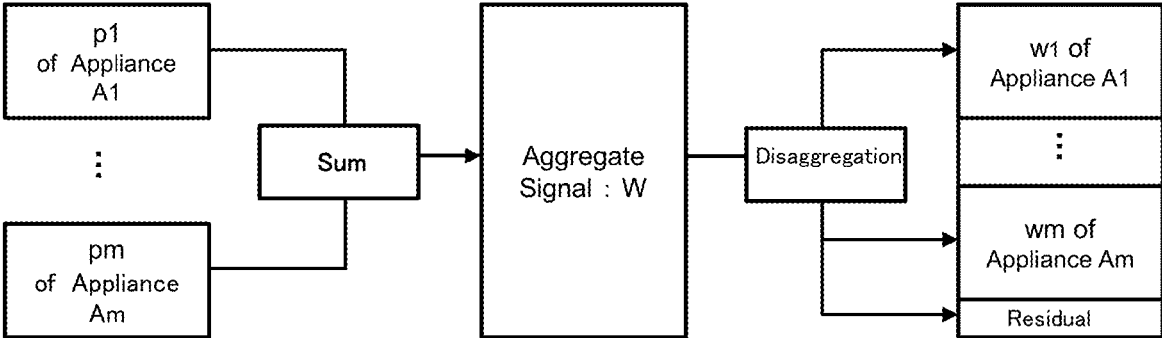 p1
of Appliance
A1
⋮
pm
of Appliance
Am
Sum
Aggregate
Signal : W
Disaggregation
w1 of
Appliance A1
⋮
wm of
Appliance Am
Residual